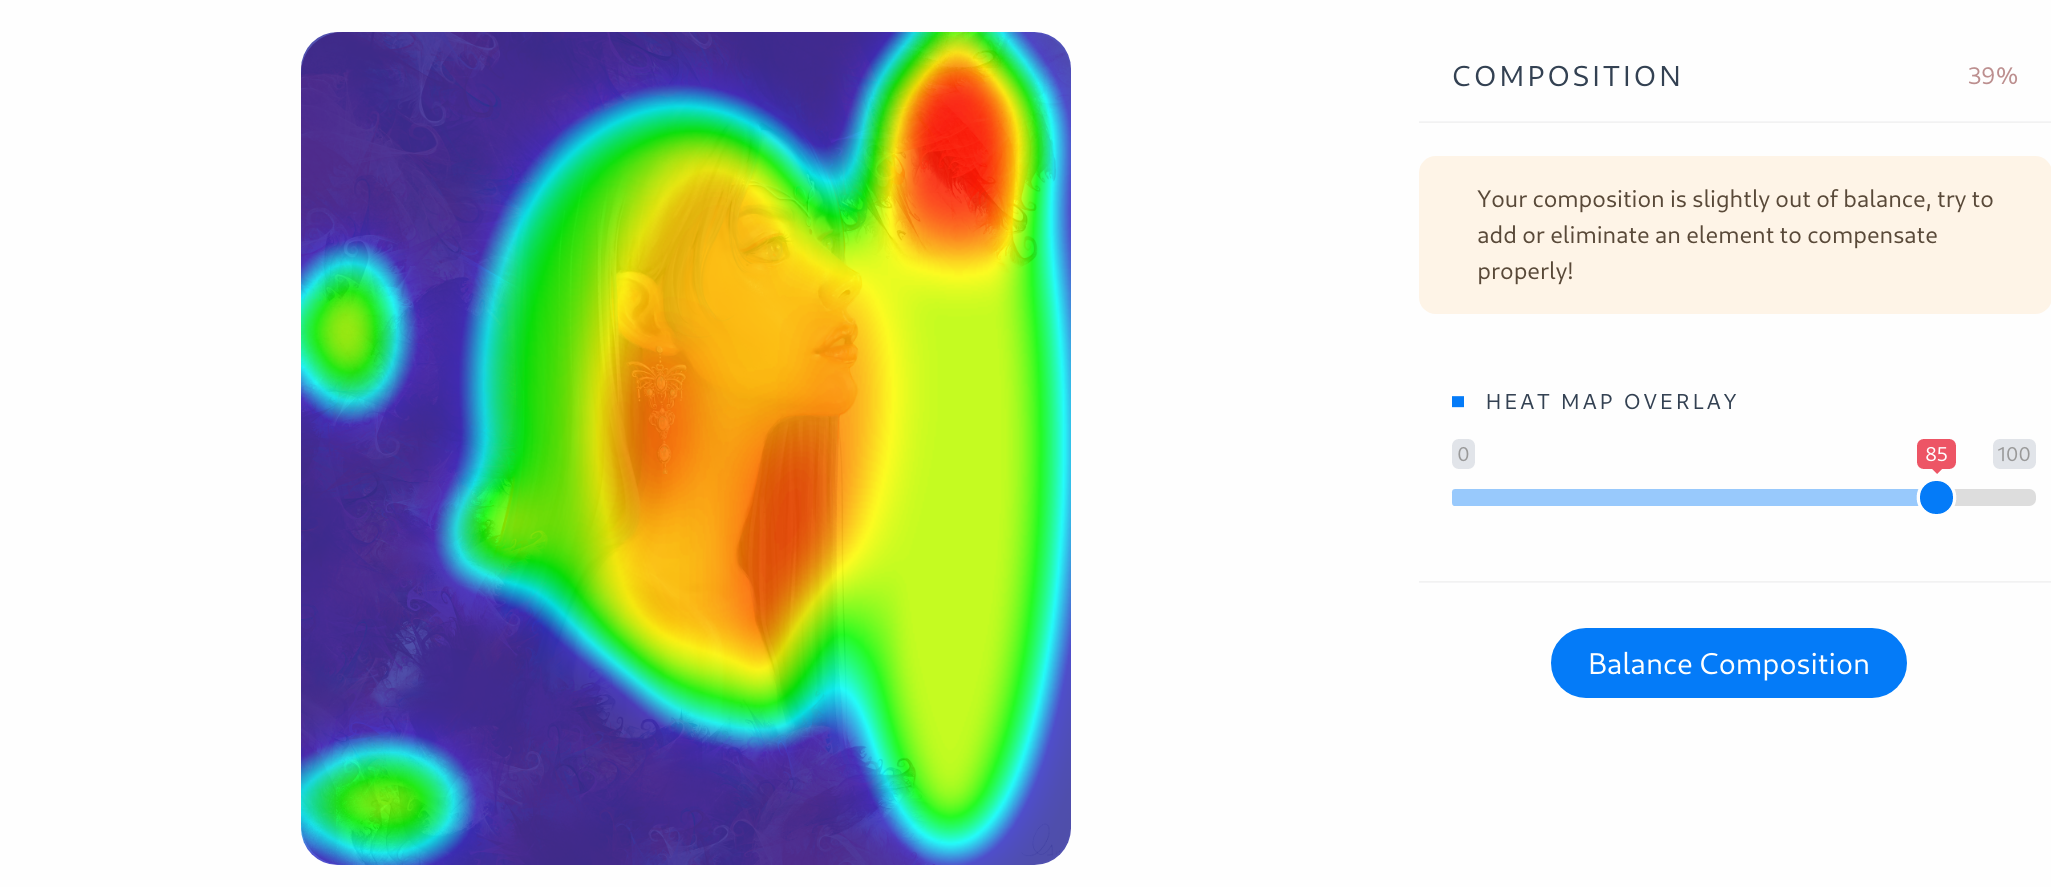 COMPOSITION 39%
Your composition is slightly out of balance, try to
add or eliminate an element to compensate
properly!
HEAT MAP OVERLAY
0 85 100
Balance Composition